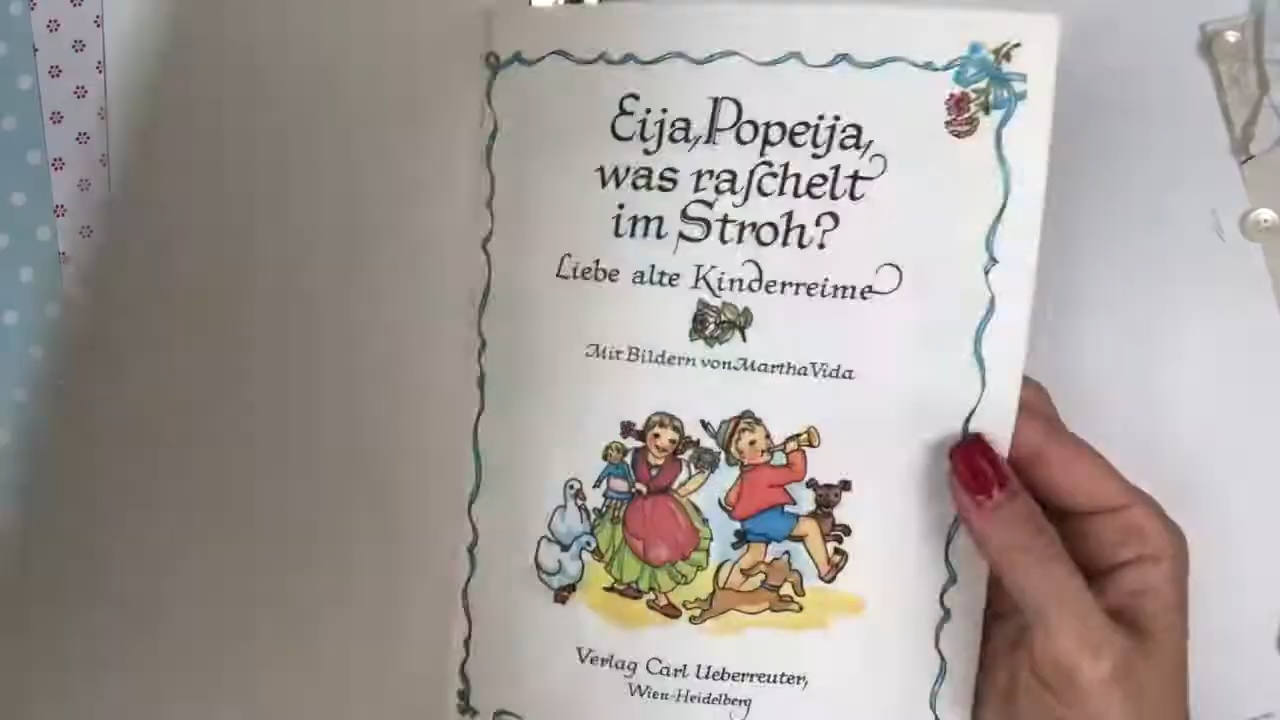 Eija, Popeija,
was raſchelt
im Stroh?
Liebe alte Kinderreime
Mit Bildern von Martha Vida
Verlag Carl Ueberreuter,
Wien-Heidelberg